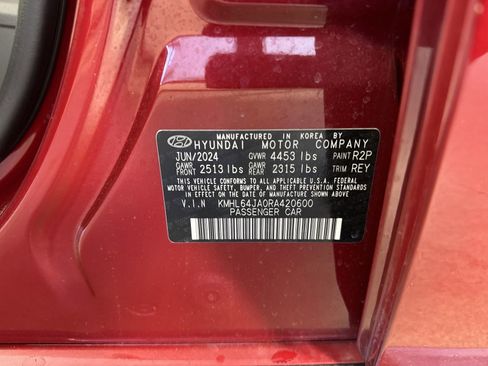 MANUFACTURED IN KOREA BY
HYUNDAI MOTOR COMPANY
JUN/2024 GVWR 4453 lbs PAINT R2P
GAWR FRONT 2513 lbs GAWR REAR 2315 lbs TRIM REY
THIS VEHICLE CONFORMS TO ALL APPLICABLE U.S. FEDERAL
MOTOR VEHICLE SAFETY, BUMPER, AND THEFT PREVENTION STANDARDS
IN EFFECT ON THE DATE OF MANUFACTURE SHOWN ABOVE.
V.I.N KMHL64JA0RA420600
PASSENGER CAR